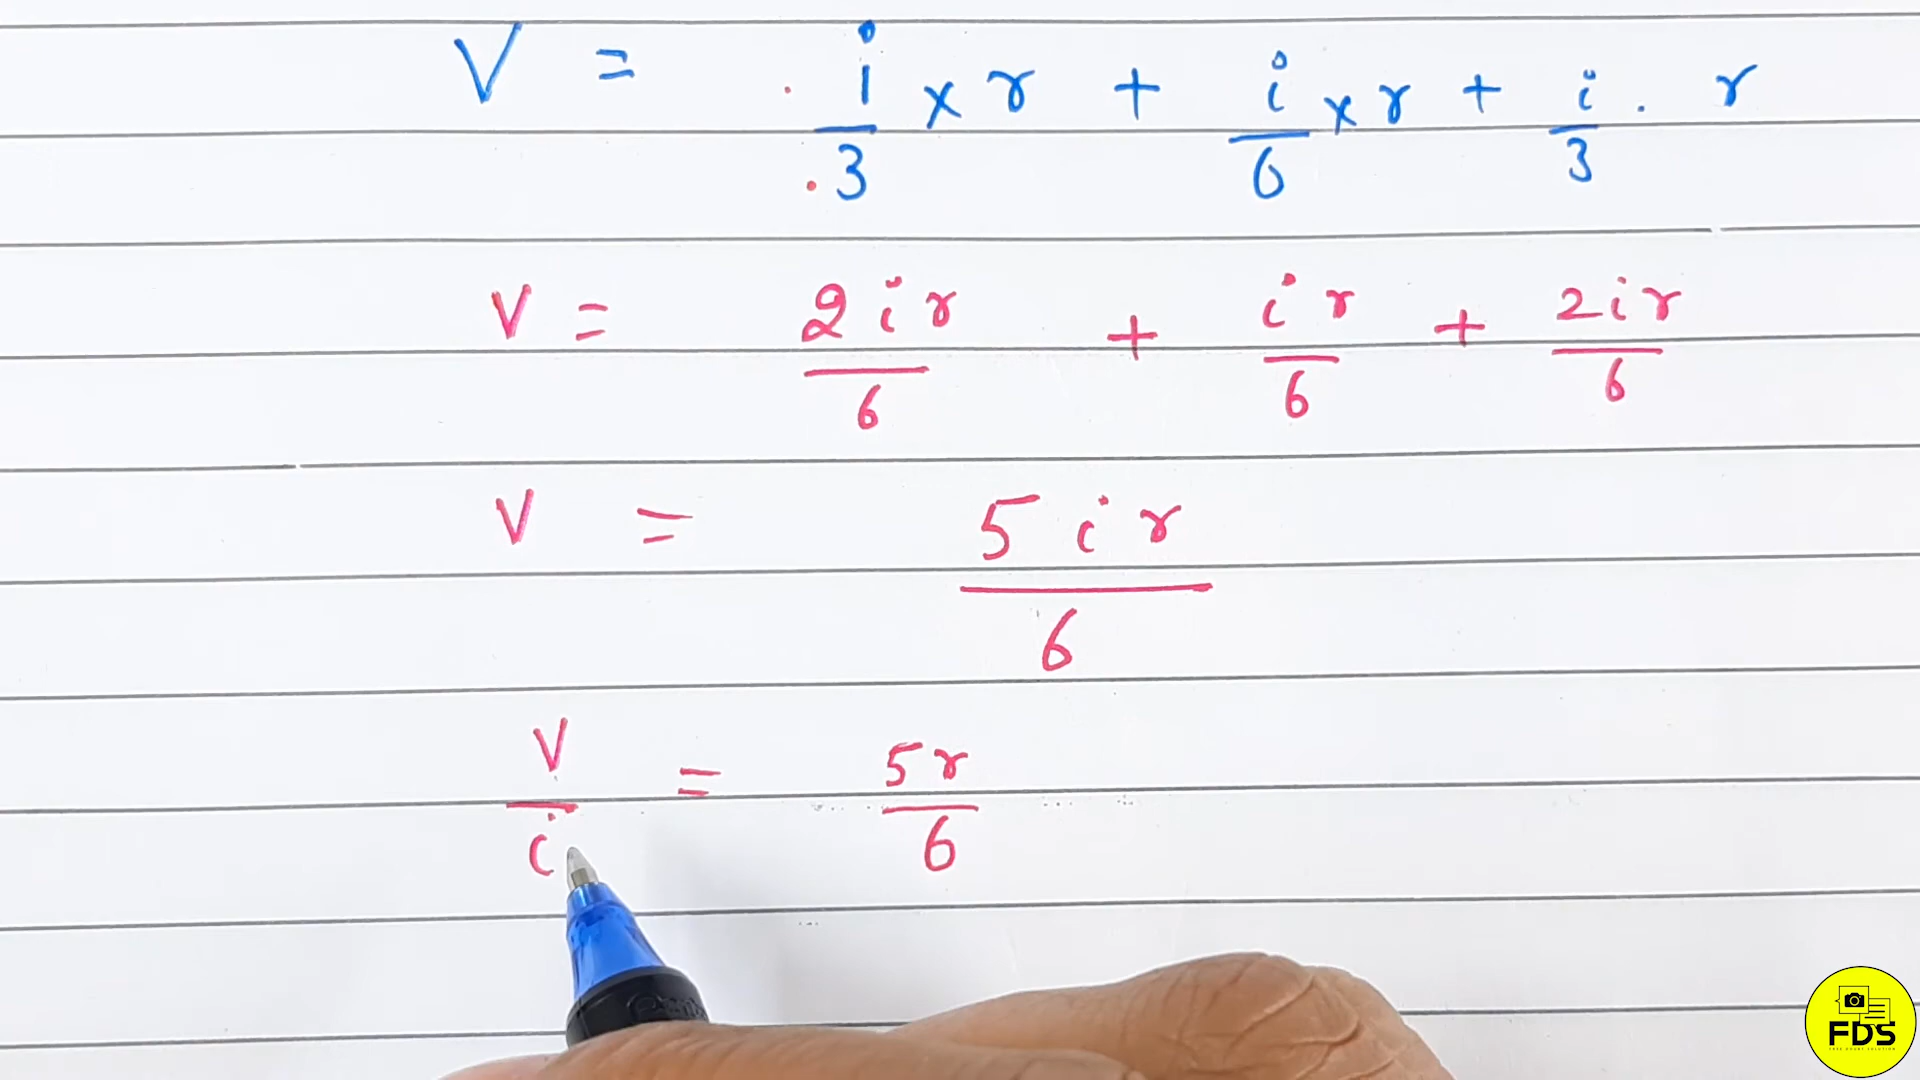 V = i/3 × r + i/6 × r + i/3 . r
V = 2ir/6 + ir/6 + 2ir/6
V = 5ir/6
V/i = 5r/6
FDS